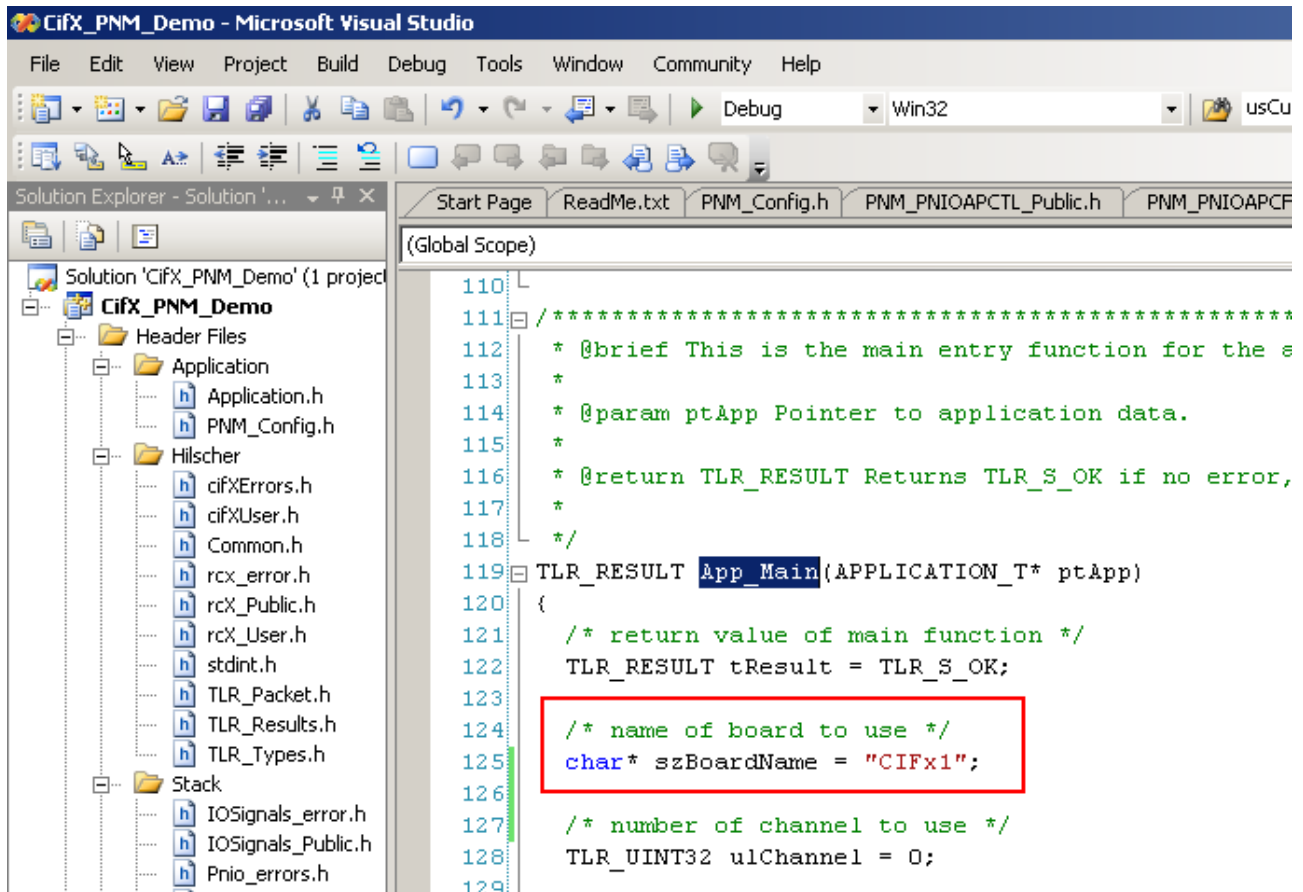 CifX_PNM_Demo - Microsoft Visual Studio
File Edit View Project Build Debug Tools Window Community Help
Debug Win32 usCu
Solution Explorer - Solution '...
Start Page ReadMe.txt PNM_Config.h PNM_PNIOAPCTL_Public.h PNM_PNIOAPCF
(Global Scope)
Solution 'CifX_PNM_Demo' (1 project
CifX_PNM_Demo
Header Files
Application
Application.h
PNM_Config.h
Hilscher
cifXErrors.h
cifXUser.h
Common.h
rcx_error.h
rcX_Public.h
rcX_User.h
stdint.h
TLR_Packet.h
TLR_Results.h
TLR_Types.h
Stack
IOSignals_error.h
IOSignals_Public.h
Pnio_errors.h
110
111 /***************************************************
112 * @brief This is the main entry function for the a
113 *
114 * @param ptApp Pointer to application data.
115 *
116 * @return TLR_RESULT Returns TLR_S_OK if no error,
117 *
118 */
119 TLR_RESULT App_Main(APPLICATION_T* ptApp)
120 {
121 /* return value of main function */
122 TLR_RESULT tResult = TLR_S_OK;
123
124 /* name of board to use */
125 char* szBoardName = "CIFx1";
126
127 /* number of channel to use */
128 TLR_UINT32 ulChannel = 0;
129